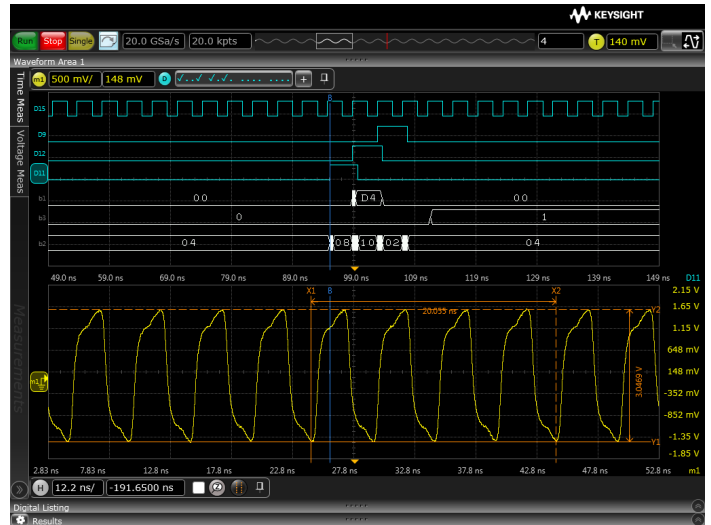 KEYSIGHT
Run Stop Single 20.0 GSa/s 20.0 kpts 4 T 140 mV
Waveform Area 1
m1 500 mV/ 148 mV D
Time Meas
Voltage Meas
Measurements
B
D15
D9
D12
D11
b1 00 D4 00
b3 0 1
b2 04 08 10 02 04
49.0 ns 59.0 ns 69.0 ns 79.0 ns 89.0 ns 99.0 ns 109 ns 119 ns 129 ns 139 ns 149 ns D11
X1 B X2 2.15 V
20.035 ns Y2 1.65 V
1.15 V
648 mV
m1 3.0469 V 148 mV
-352 mV
-852 mV
Y1 -1.35 V
-1.85 V
2.83 ns 7.83 ns 12.8 ns 17.8 ns 22.8 ns 27.8 ns 32.8 ns 37.8 ns 42.8 ns 47.8 ns 52.8 ns m1
H 12.2 ns/ -191.6500 ns
Digital Listing
Results